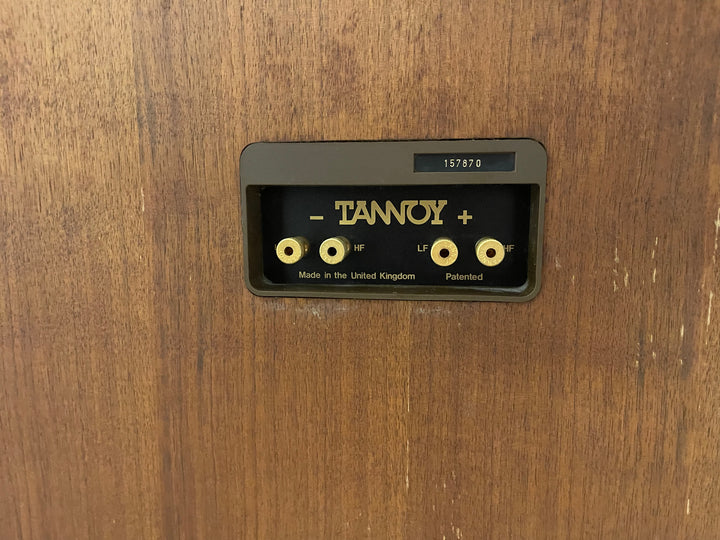 157870
- TANNOY +
HF LF HF
Made in the United Kingdom Patented